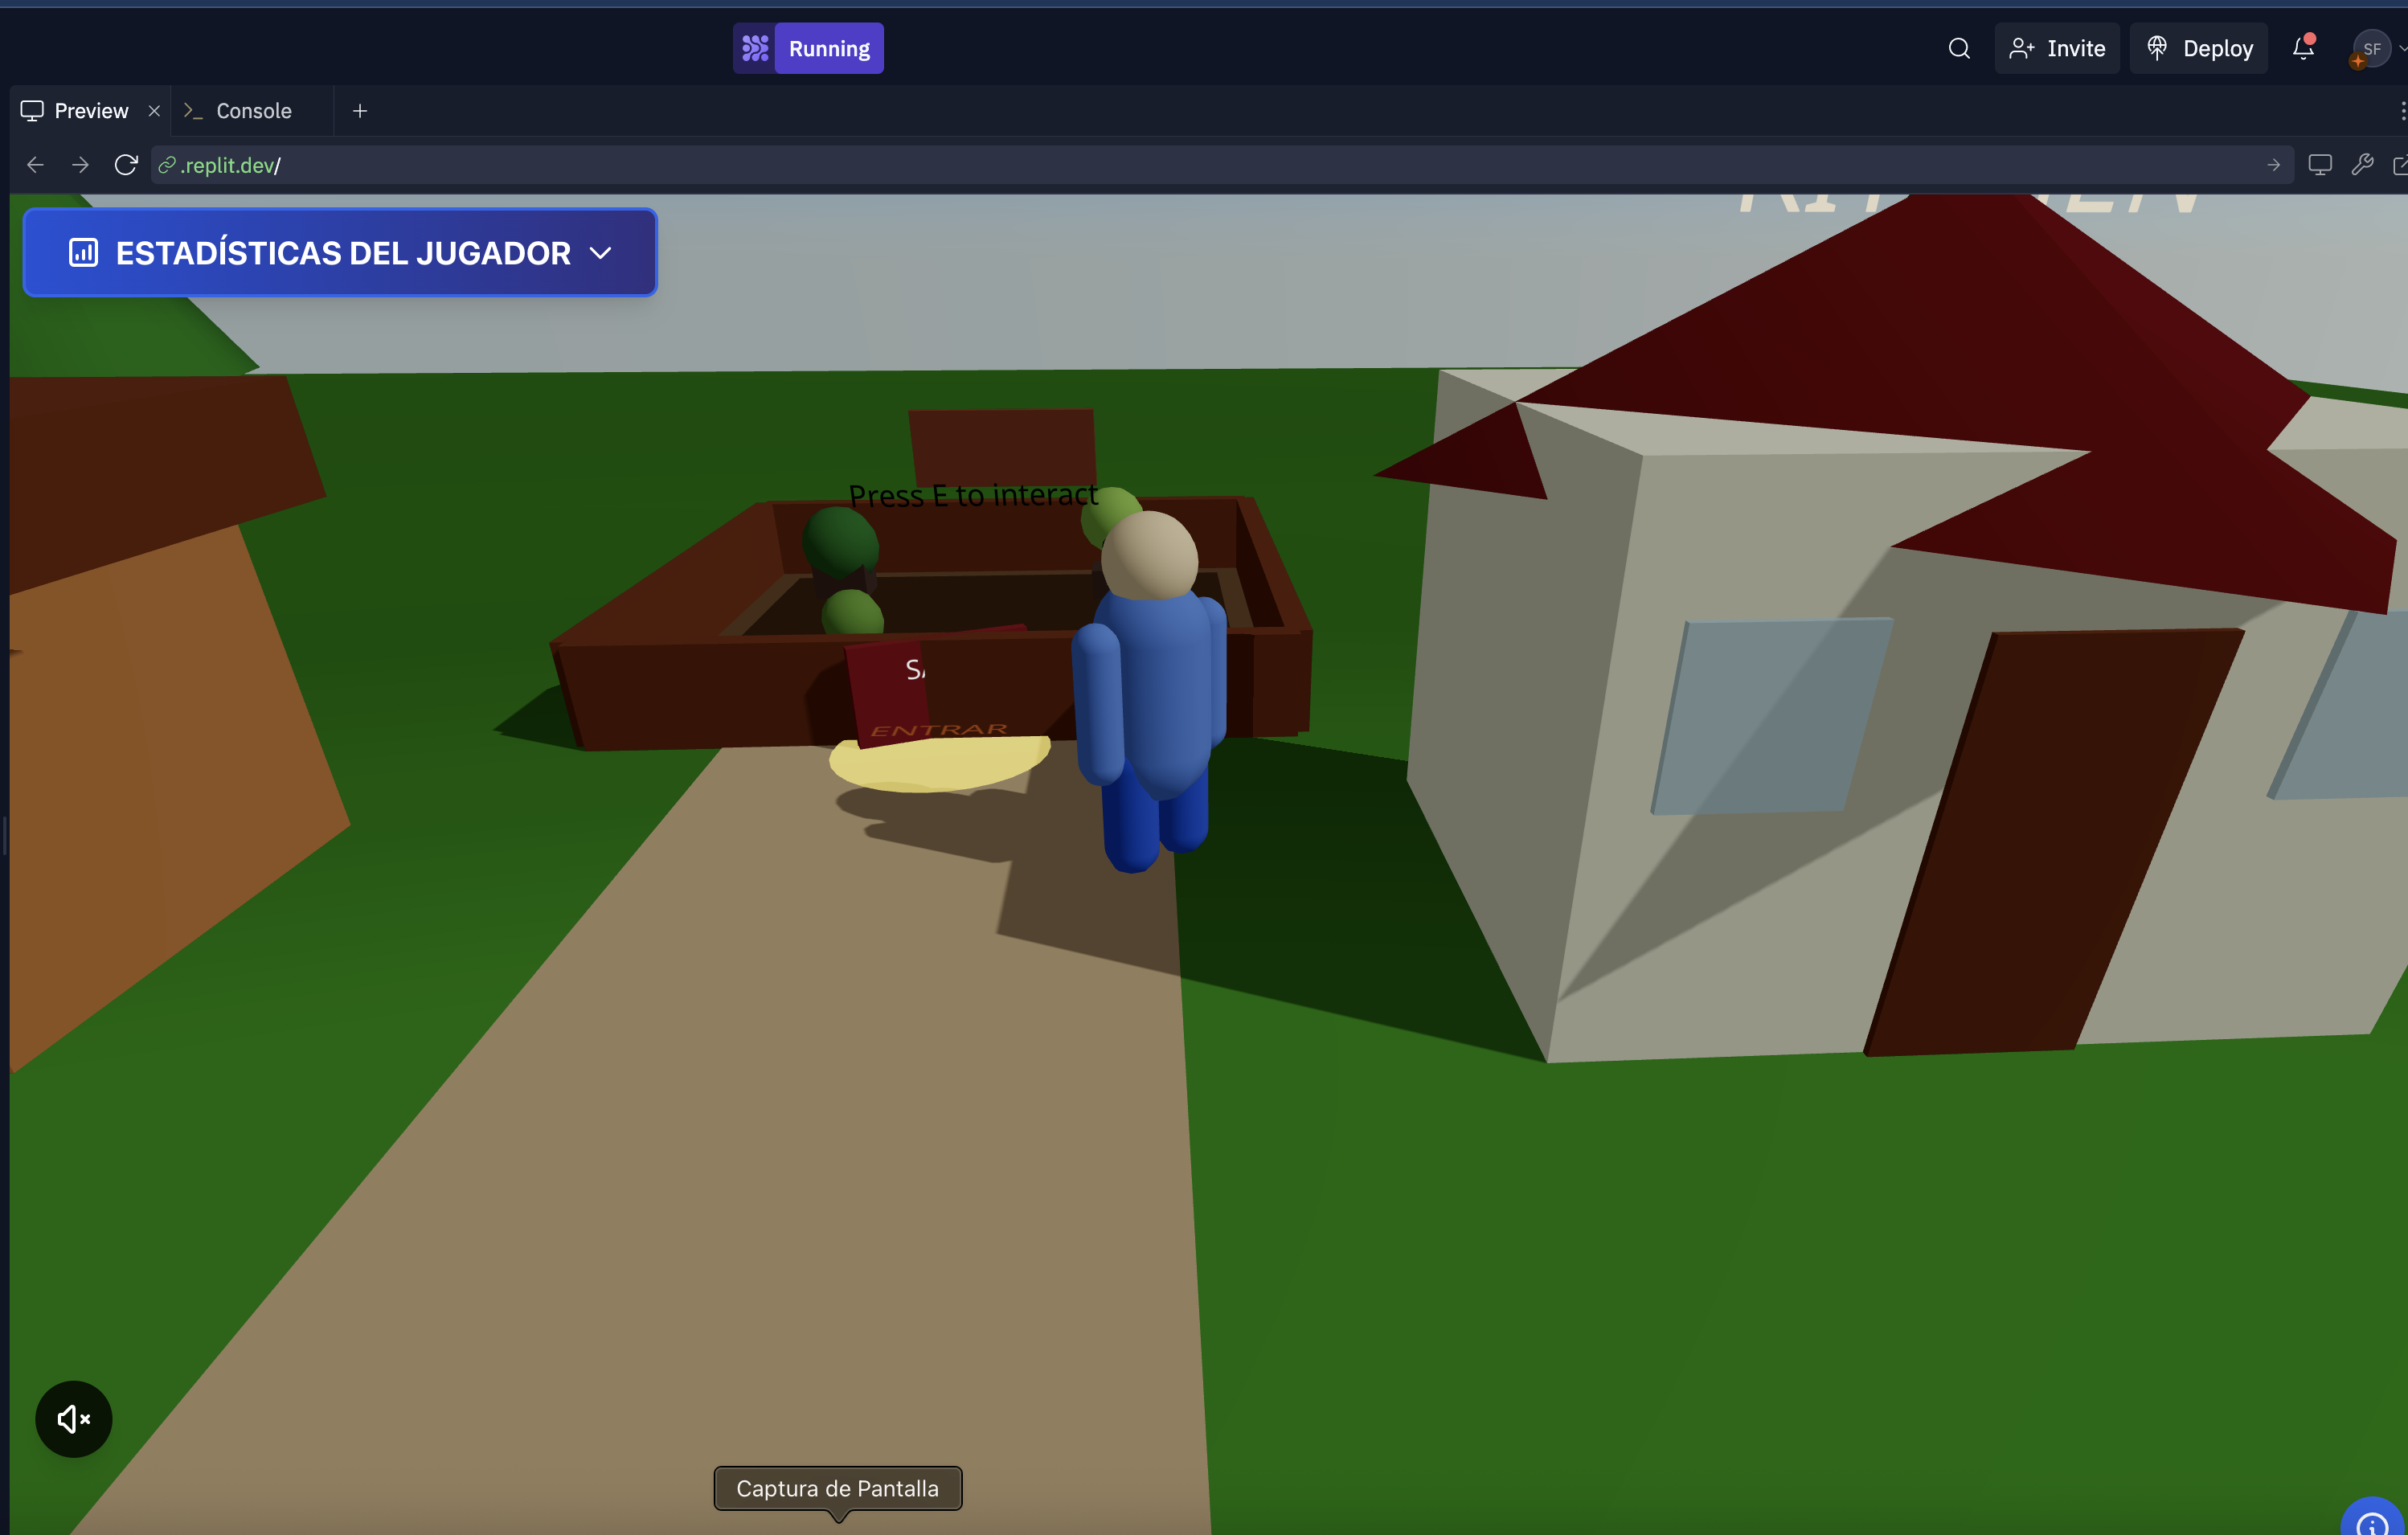 Running
Invite
Deploy
SF
Preview
Console
.replit.dev/
ESTADÍSTICAS DEL JUGADOR
Press E to interact
ENTRAR
Captura de Pantalla